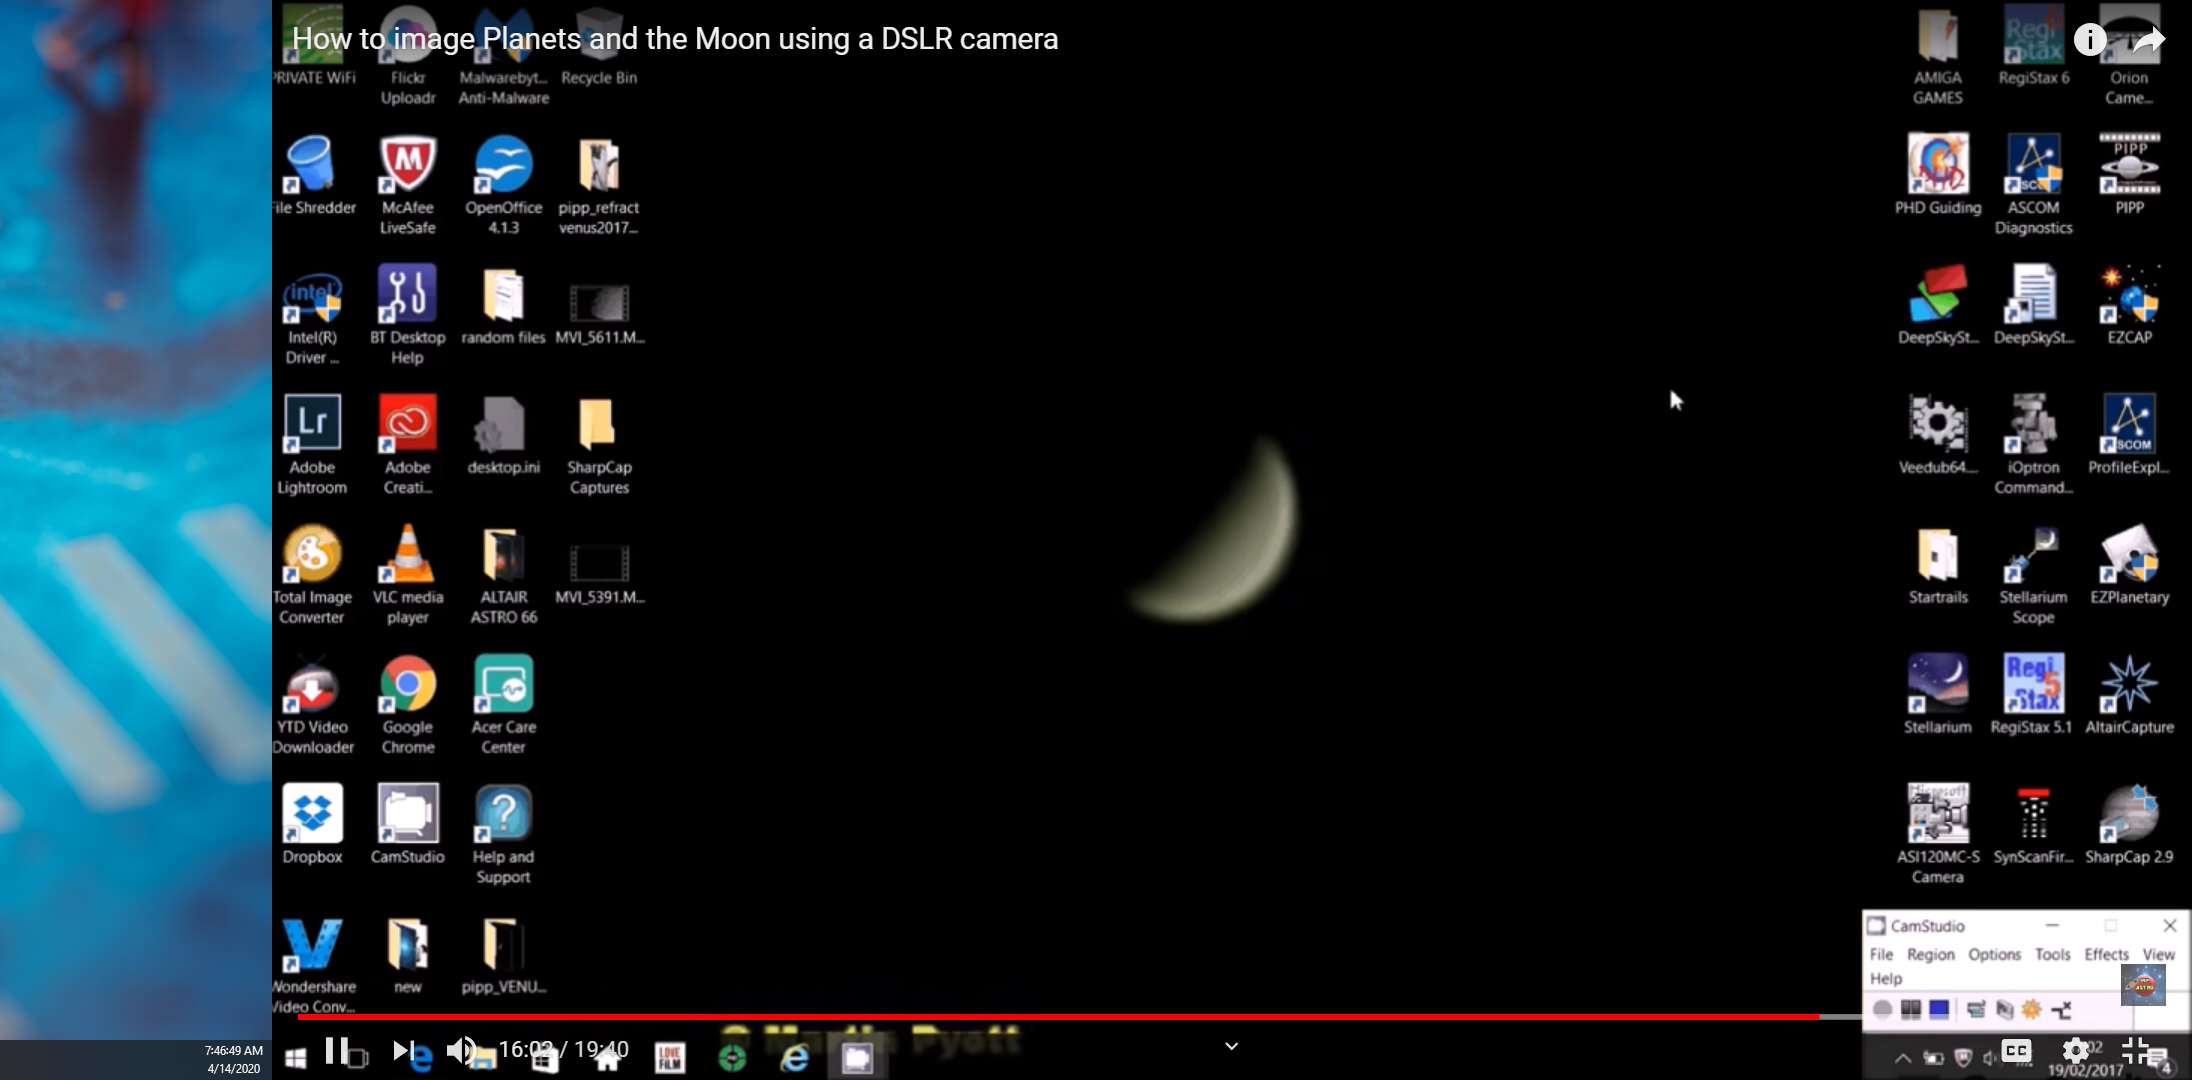 How to image Planets and the Moon using a DSLR camera
PRIVATE WiFi
Flickr
Uploadr
Malwarebyt...
Anti-Malware
Recycle Bin
AMIGA
GAMES
RegiStax 6
Orion
Came...
File Shredder
McAfee
LiveSafe
OpenOffice
4.1.3
pipp_refract
venus2017...
PHD Guiding
ASCOM
Diagnostics
PIPP
PIPP
Intel(R)
Driver ...
BT Desktop
Help
random files
MVI_5611.M...
DeepSkySt...
DeepSkySt...
EZCAP
Lr
Adobe
Lightroom
Adobe
Creati...
desktop.ini
SharpCap
Captures
Veedub64....
iOptron
Command...
ProfileExpl...
Total Image
Converter
VLC media
player
ALTAIR
ASTRO 66
MVI_5391.M...
Startrails
Stellarium
Scope
EZPlanetary
YTD Video
Downloader
Google
Chrome
Acer Care
Center
Stellarium
RegiStax 5.1
AltairCapture
Dropbox
CamStudio
Help and
Support
ASI120MC-S
Camera
SynScanFir...
SharpCap 2.9
Wondershare
Video Conv...
new
pipp_VENU...
CamStudio
File Region Options Tools Effects View
Help
© Martin Pyott
16:02 / 19:40
LOVE
FiLM
CC
19/02/2017
4
7:46:49 AM
4/14/2020